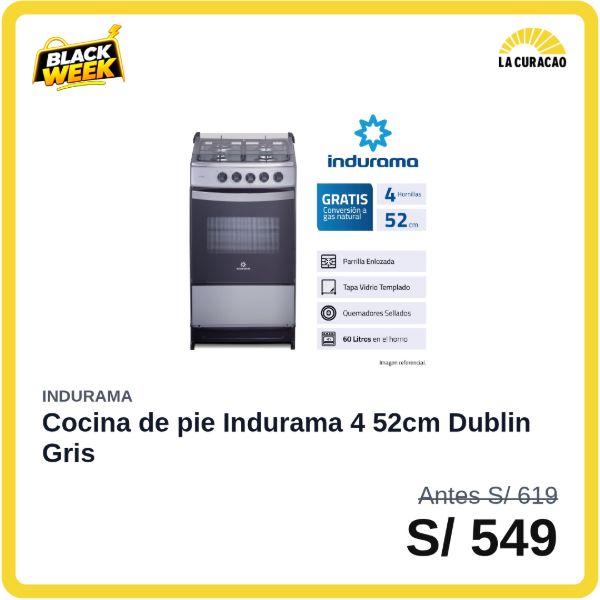 BLACK
WEEK
LA CURACAO
indurama
GRATIS
Conversión a
gas natural
4 Hornillas
52 cm
Parrilla Enlozada
Tapa Vidrio Templado
Quemadores Sellados
60 Litros en el horno
Imagen referencial.
indurama
INDURAMA
Cocina de pie Indurama 4 52cm Dublin
Gris
Antes S/ 619
S/ 549